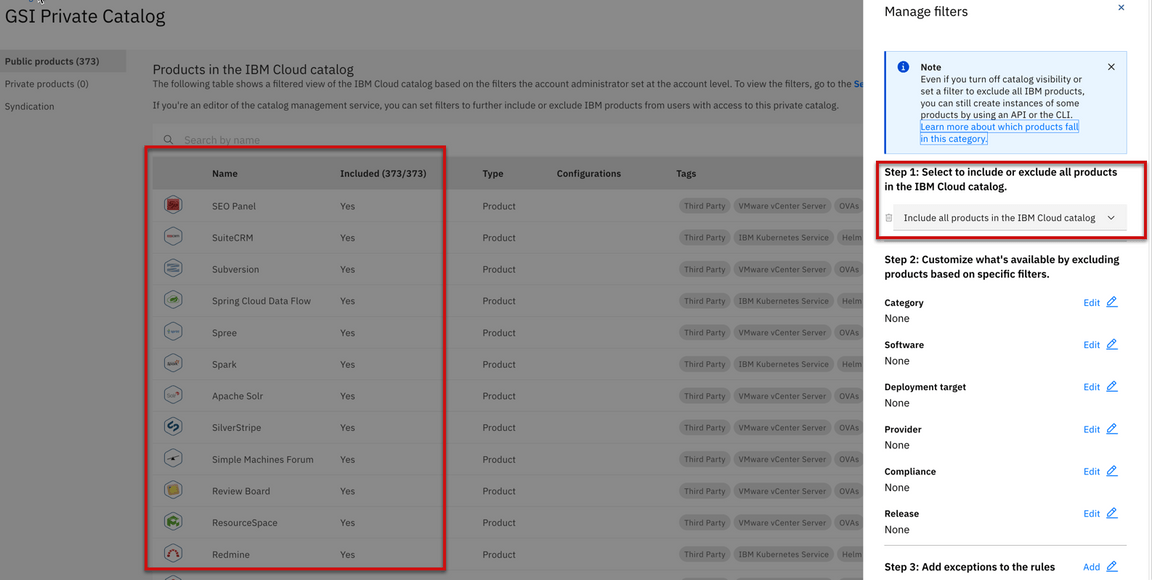 GSI Private Catalog
Public products (373)
Private products (0)
Syndication
Products in the IBM Cloud catalog
The following table shows a filtered view of the IBM Cloud catalog based on the filters the account administrator set at the account level. To view the filters, go to the Se
If you're an editor of the catalog management service, you can set filters to further include or exclude IBM products from users with access to this private catalog.
Search by name
Name Included (373/373) Type Configurations Tags
SEO Panel Yes Product Third Party VMware vCenter Server OVAs
SuiteCRM Yes Product Third Party IBM Kubernetes Service Helm
Subversion Yes Product Third Party VMware vCenter Server OVAs
Spring Cloud Data Flow Yes Product Third Party IBM Kubernetes Service Helm
Spree Yes Product Third Party VMware vCenter Server OVAs
Spark Yes Product Third Party IBM Kubernetes Service Helm
Apache Solr Yes Product Third Party VMware vCenter Server OVAs
SilverStripe Yes Product Third Party VMware vCenter Server OVAs
Simple Machines Forum Yes Product Third Party VMware vCenter Server OVAs
Review Board Yes Product Third Party VMware vCenter Server OVAs
ResourceSpace Yes Product Third Party VMware vCenter Server OVAs
Redmine Yes Product Third Party IBM Kubernetes Service Helm
Manage filters
Note
Even if you turn off catalog visibility or
set a filter to exclude all IBM products,
you can still create instances of some
products by using an API or the CLI.
Learn more about which products fall
in this category.
Step 1: Select to include or exclude all products
in the IBM Cloud catalog.
Include all products in the IBM Cloud catalog
Step 2: Customize what's available by excluding
products based on specific filters.
Category Edit
None
Software Edit
None
Deployment target Edit
None
Provider Edit
None
Compliance Edit
None
Release Edit
None
Step 3: Add exceptions to the rules Add